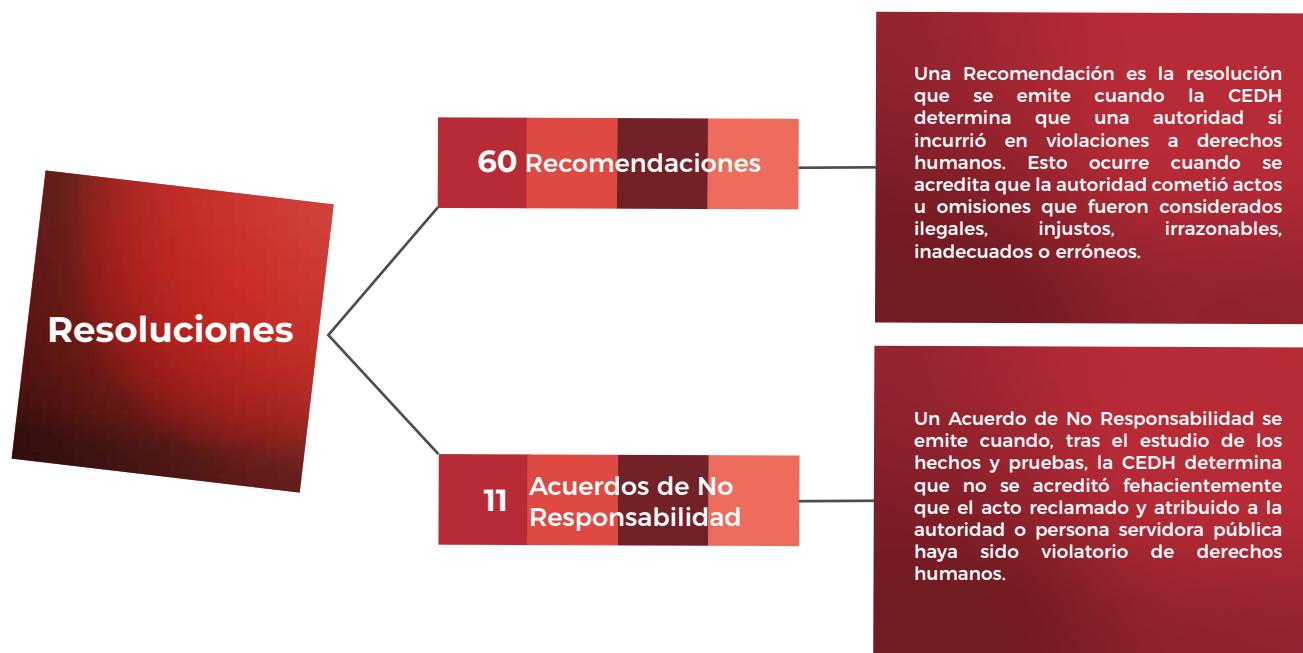 Resoluciones
60 Recomendaciones
Una Recomendación es la resolución
que se emite cuando la CEDH
determina que una autoridad sí
incurrió en violaciones a derechos
humanos. Esto ocurre cuando se
acredita que la autoridad cometió actos
u omisiones que fueron considerados
ilegales, injustos, irrazonables,
inadecuados o erróneos.
11 Acuerdos de No
Responsabilidad
Un Acuerdo de No Responsabilidad se
emite cuando, tras el estudio de los
hechos y pruebas, la CEDH determina
que no se acreditó fehacientemente
que el acto reclamado y atribuido a la
autoridad o persona servidora pública
haya sido violatorio de derechos
humanos.